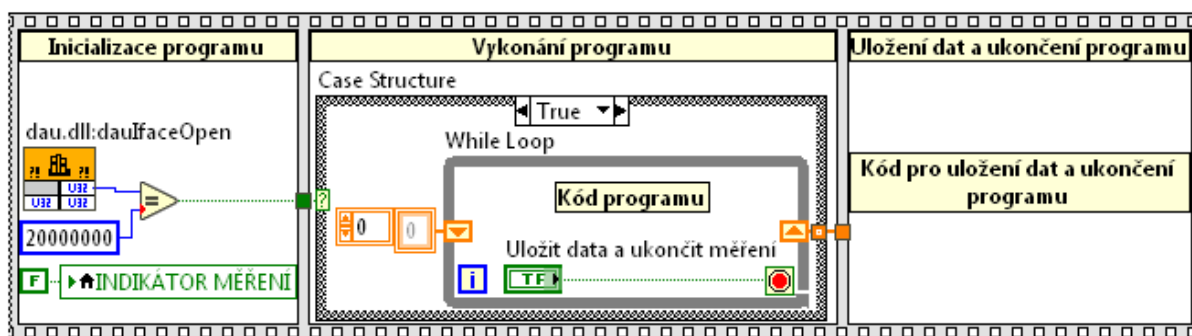 Inicializace programu
Vykonání programu
Uložení dat a ukončení programu
Case Structure
True
dau.dll:dauIfaceOpen
While Loop
?! ?!
U32
U32 U32
=
?
Kód programu
Kód pro uložení dat a ukončení
programu
0
0
20000000
Uložit data a ukončit měření
F
INDIKÁTOR MĚŘENÍ
i
TF